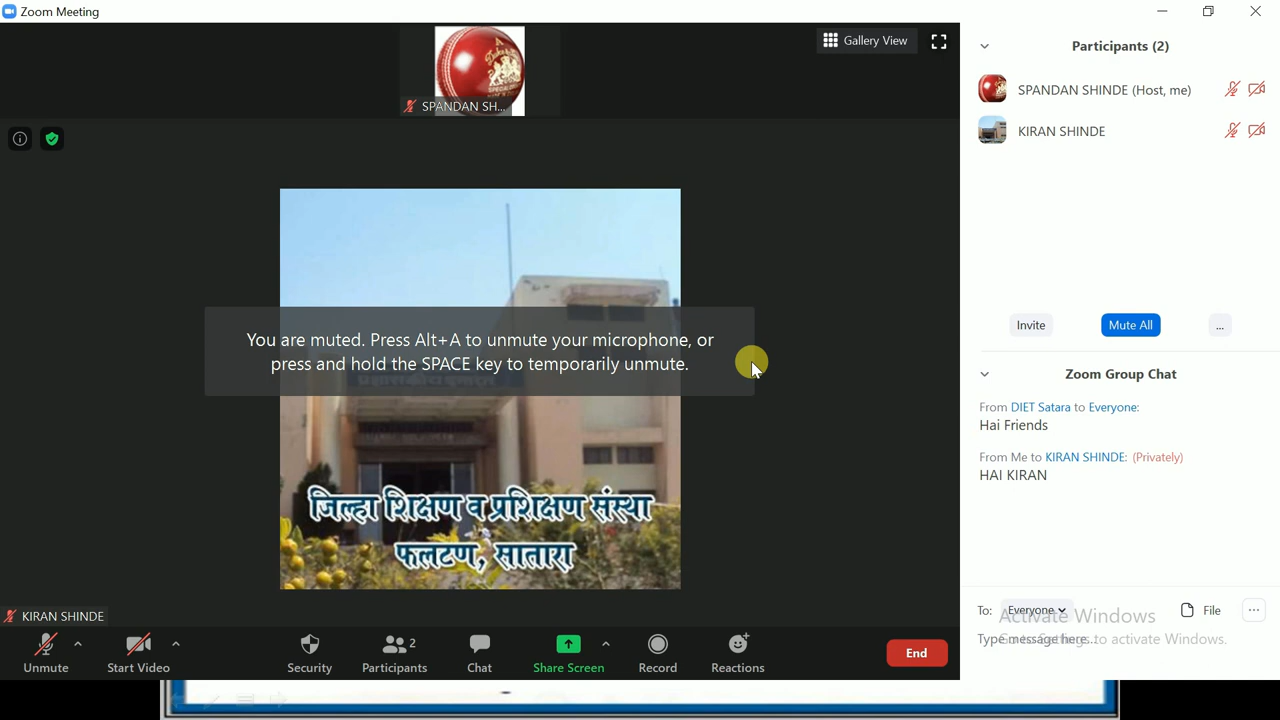 Zoom Meeting
Gallery View
SPANDAN SH...
You are muted. Press Alt+A to unmute your microphone, or
press and hold the SPACE key to temporarily unmute.
जिल्हा शिक्षण व प्रशिक्षण संस्था
फलटण, सातारा
KIRAN SHINDE
Unmute
Start Video
Security
2
Participants
Chat
Share Screen
Record
Reactions
End
Participants (2)
SPANDAN SHINDE (Host, me)
KIRAN SHINDE
Invite
Mute All
...
Zoom Group Chat
From DIET Satara to Everyone:
Hai Friends
From Me to KIRAN SHINDE: (Privately)
HAI KIRAN
To: Everyone
File
...
Type message here...
Activate Windows
Go to Settings to activate Windows.